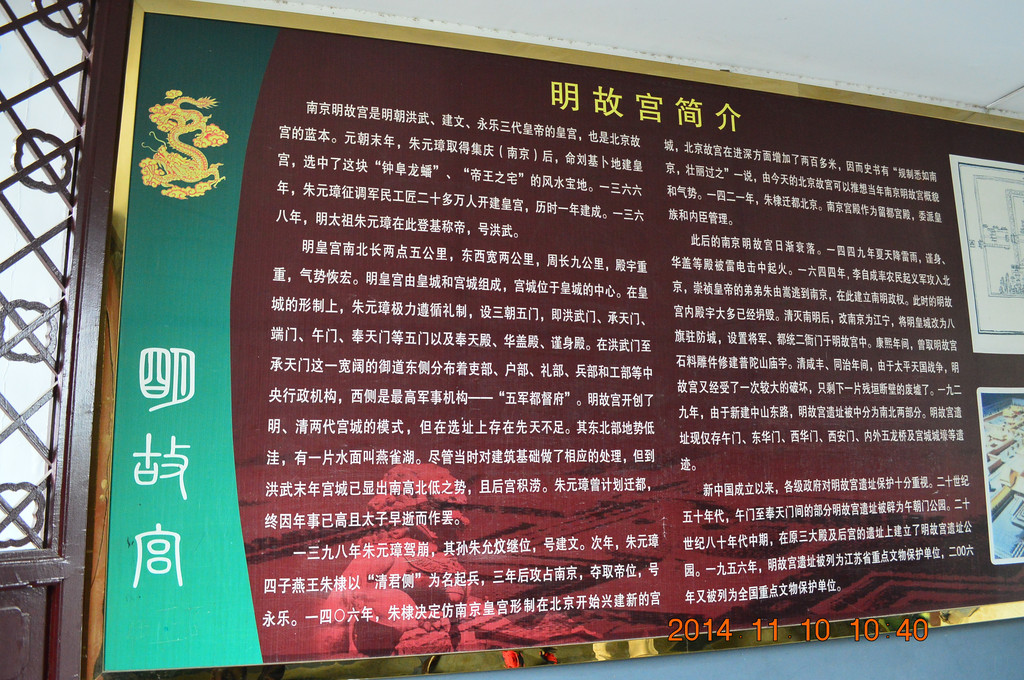 明故宫简介
南京明故宫是明朝洪武、建文、永乐三代皇帝的皇宫，也是北京故
宫的蓝本。元朝末年，朱元璋取得集庆（南京）后，命刘基卜地建皇
宫，选中了这块“钟阜龙蟠”、“帝王之宅”的风水宝地。一三六六
年，朱元璋征调军民工匠二十多万人开建皇宫，历时一年建成。一三六
八年，明太祖朱元璋在此登基称帝，号洪武。
明皇宫南北长两点五公里，东西宽两公里，周长九公里，殿宇重
重，气势恢宏。明皇宫由皇城和宫城组成，宫城位于皇城的中心。在皇
城的形制上，朱元璋极力遵循礼制，设三朝五门，即洪武门、承天门、
端门、午门、奉天门等五门以及奉天殿、华盖殿、谨身殿。在洪武门至
承天门这一宽阔的御道东侧分布着吏部、户部、礼部、兵部和工部等中
央行政机构，西侧是最高军事机构——“五军都督府”。明故宫开创了
明、清两代宫城的模式，但在选址上存在先天不足。其东北部地势低
洼，有一片水面叫燕雀湖。尽管当时对建筑基础做了相应的处理，但到
洪武末年宫城已显出南高北低之势，且后宫积涝。朱元璋曾计划迁都，
终因年事已高且太子早逝而作罢。
一三九八年朱元璋驾崩，其孙朱允炆继位，号建文。次年，朱元璋
四子燕王朱棣以“清君侧”为名起兵，三年后攻占南京，夺取帝位，号
永乐。一四〇六年，朱棣决定仿南京皇宫形制在北京开始兴建新的宫
城，北京故宫在进深方面增加了两百多米，因而史书有“规制悉如南
京，壮丽过之”一说，由今天的北京故宫可以推想当年南京明故宫概貌
和气势。一四二一年，朱棣迁都北京。南京宫殿作为留都宫殿，委派皇
族和内臣管理。
此后的南京明故宫日渐衰落。一四四九年夏天降雷雨，谨身、
华盖等殿被雷电击中起火。一六四四年，李自成率农民起义军攻入北
京，崇祯皇帝的弟弟朱由嵩逃到南京，在此建立南明政权。此时的明故
宫内殿宇大多已经坍毁。清灭南明后，改南京为江宁，将明皇城改为八
旗驻防城，设置将军、都统二衙门于明故宫中。康熙年间，曾取明故宫
石料雕件修建普陀山庙宇。清咸丰、同治年间，由于太平天国战争，明
故宫又经受了一次较大的破坏，只剩下一片残垣断壁的废墟了。一九二
九年，由于新建中山东路，明故宫遗址被中分为南北两部分。明故宫遗
址现仅存午门、东华门、西华门、西安门、内外五龙桥及宫城城壕等遗
迹。
新中国成立以来，各级政府对明故宫遗址保护十分重视。二十世纪
五十年代，午门至奉天门间的部分明故宫遗址被辟为午朝门公园。二十
世纪八十年代中期，在原三大殿及后宫的遗址上建立了明故宫遗址公
园。一九五六年，明故宫遗址被列为江苏省重点文物保护单位，二00六
年又被列为全国重点文物保护单位。
明故宫
2014 11 10 10:40